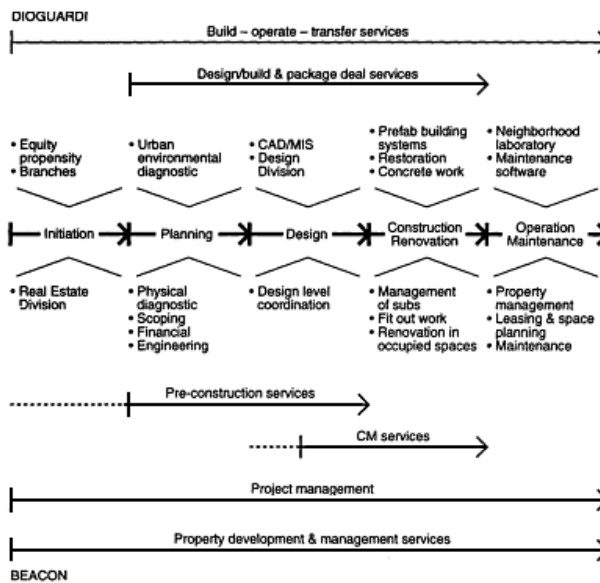 DIOGUARDI
Build – operate – transfer services
Design/build & package deal services
• Equity
propensity
• Branches
• Urban
environmental
diagnostic
• CAD/MIS
• Design
Division
• Prefab building
systems
• Restoration
• Concrete work
• Neighborhood
laboratory
• Maintenance
software
Initiation
Planning
Design
Construction
Renovation
Operation
Maintenance
• Real Estate
Division
• Physical
diagnostic
• Scoping
• Financial
• Engineering
• Design level
coordination
• Management
of subs
• Fit out work
• Renovation in
occupied spaces
• Property
management
• Leasing & space
planning
• Maintenance
Pre-construction services
CM services
Project management
Property development & management services
BEACON